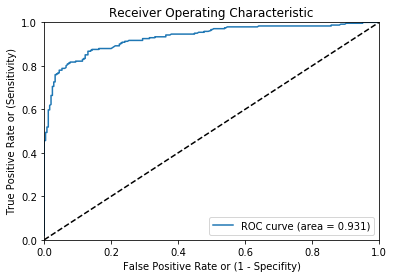 Receiver Operating Characteristic
True Positive Rate or (Sensitivity)
1.0
0.8
0.6
0.4
0.2
0.0
ROC curve (area = 0.931)
0.0 0.2 0.4 0.6 0.8 1.0
False Positive Rate or (1 - Specifity)